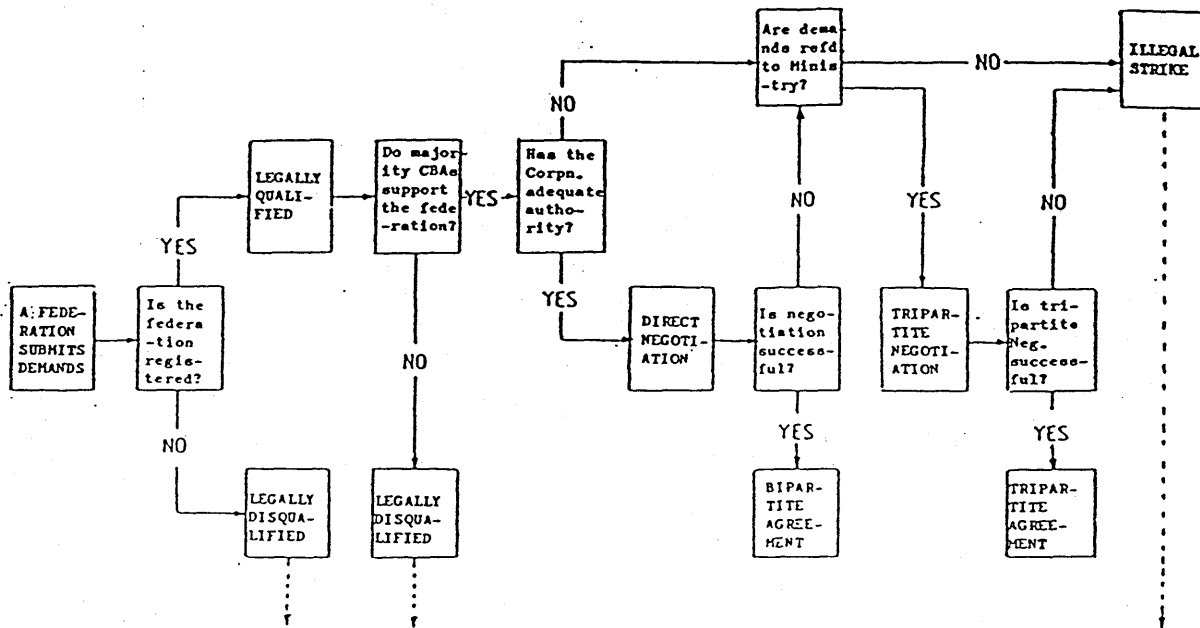 A FEDE-
RATION
SUBMITS
DEMANDS
Is the
federa
-tion
regis-
tered?
YES
NO
LEGALLY
QUALI-
FIED
LEGALLY
DISQUA-
LIFIED
Do major-
ity CBAs
support
the fede
-ration?
YES
NO
LEGALLY
DISQUA-
LIFIED
Has the
Corpn.
adequate
autho-
rity?
NO
YES
DIRECT
NEGOTI-
ATION
Is nego-
tiation
success-
ful?
NO
YES
BIPAR-
TITE
AGREE-
MENT
Are dema-
nds refd
to Minis
-try?
NO
YES
TRIPAR-
TITE
NEGOTI-
ATION
Is tri-
partite
Neg.
success-
ful?
NO
YES
TRIPAR-
TITE
AGREE-
MENT
ILLEGAL
STRIKE